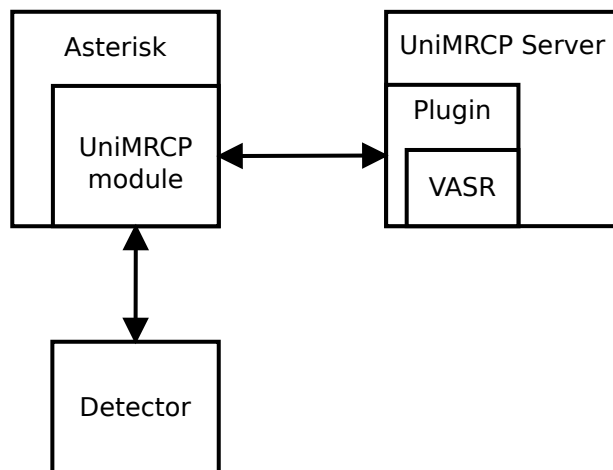 Asterisk
UniMRCP
module
UniMRCP Server
Plugin
VASR
Detector